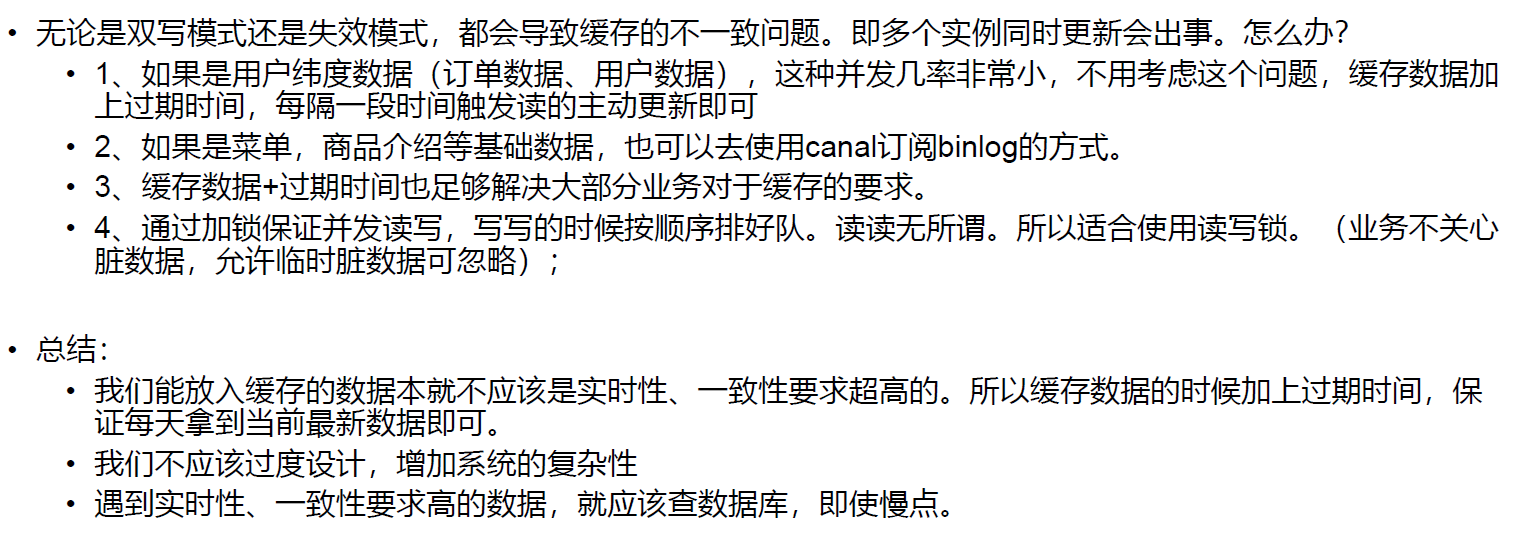 • 无论是双写模式还是失效模式，都会导致缓存的不一致问题。即多个实例同时更新会出事。怎么办？
• 1、如果是用户纬度数据（订单数据、用户数据），这种并发几率非常小，不用考虑这个问题，缓存数据加
上过期时间，每隔一段时间触发读的主动更新即可
• 2、如果是菜单，商品介绍等基础数据，也可以去使用canal订阅binlog的方式。
• 3、缓存数据+过期时间也足够解决大部分业务对于缓存的要求。
• 4、通过加锁保证并发读写，写写的时候按顺序排好队。读读无所谓。所以适合使用读写锁。（业务不关心
脏数据，允许临时脏数据可忽略）；
• 总结：
• 我们能放入缓存的数据本就不应该是实时性、一致性要求超高的。所以缓存数据的时候加上过期时间，保
证每天拿到当前最新数据即可。
• 我们不应该过度设计，增加系统的复杂性
• 遇到实时性、一致性要求高的数据，就应该查数据库，即使慢点。